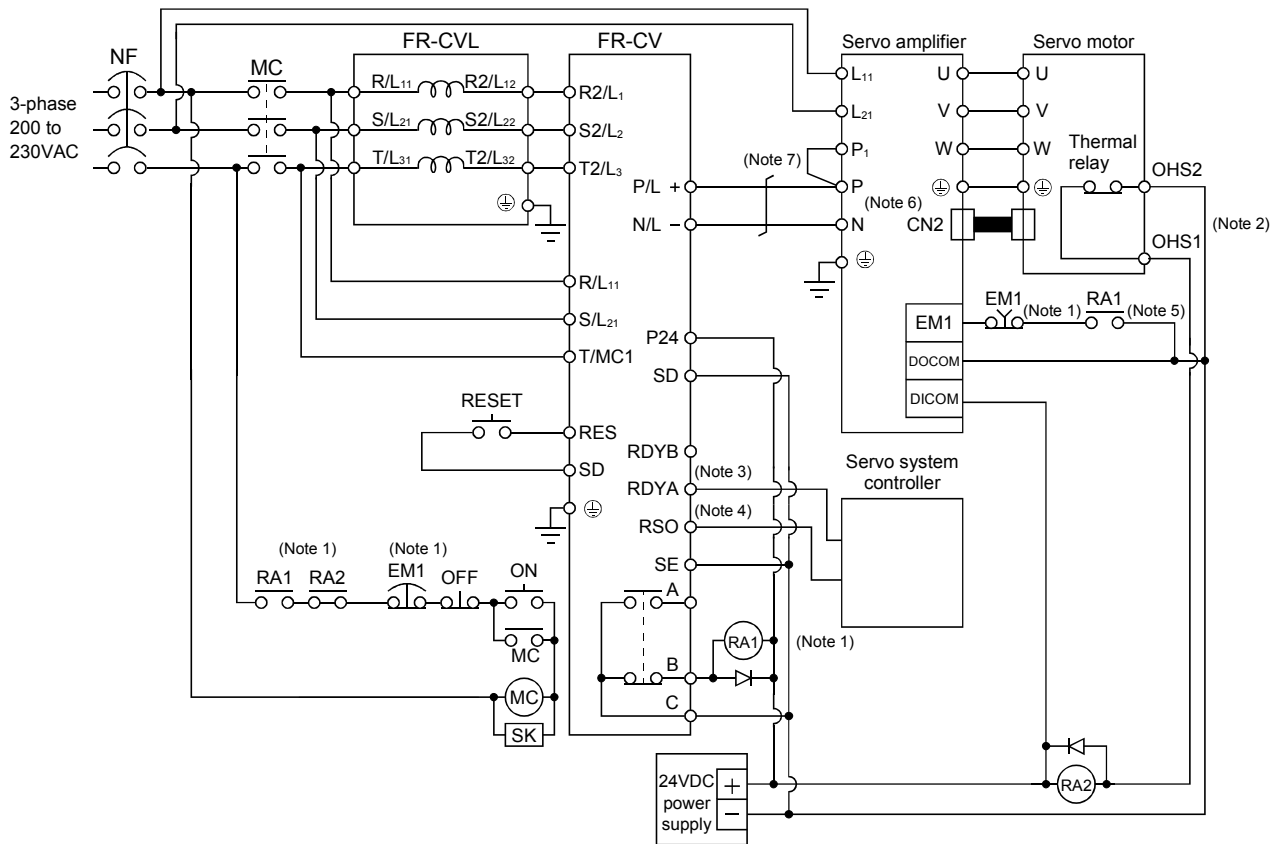 FR-CVL
FR-CV
Servo amplifier
Servo motor
NF
MC
3-phase
200 to
230VAC
R/L11
R2/L12
S/L21
S2/L22
T/L31
T2/L32
R2/L1
S2/L2
T2/L3
P/L +
N/L −
(Note 7)
L11
L21
P1
P
N
(Note 6)
U
V
W
CN2
U
V
W
Thermal
relay
OHS2
OHS1
(Note 2)
R/L11
S/L21
T/MC1
P24
SD
EM1
DOCOM
DICOM
EM1
(Note 1)
RA1
(Note 5)
RESET
RES
SD
RDYB
RDYA
(Note 3)
RSO
(Note 4)
SE
Servo system
controller
(Note 1)
RA1
RA2
(Note 1)
EM1
OFF
ON
MC
MC
SK
A
B
C
RA1
(Note 1)
24VDC
power
supply
+
−
RA2